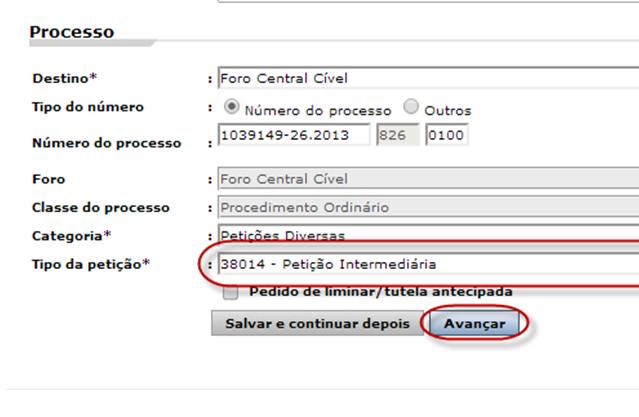 Processo
Destino* : Foro Central Cível
Tipo do número : Número do processo Outros
Número do processo : 1039149-26.2013 826 0100
Foro : Foro Central Cível
Classe do processo : Procedimento Ordinário
Categoria* : Petições Diversas
Tipo da petição* : 38014 - Petição Intermediária
Pedido de liminar/tutela antecipada
Salvar e continuar depois Avançar